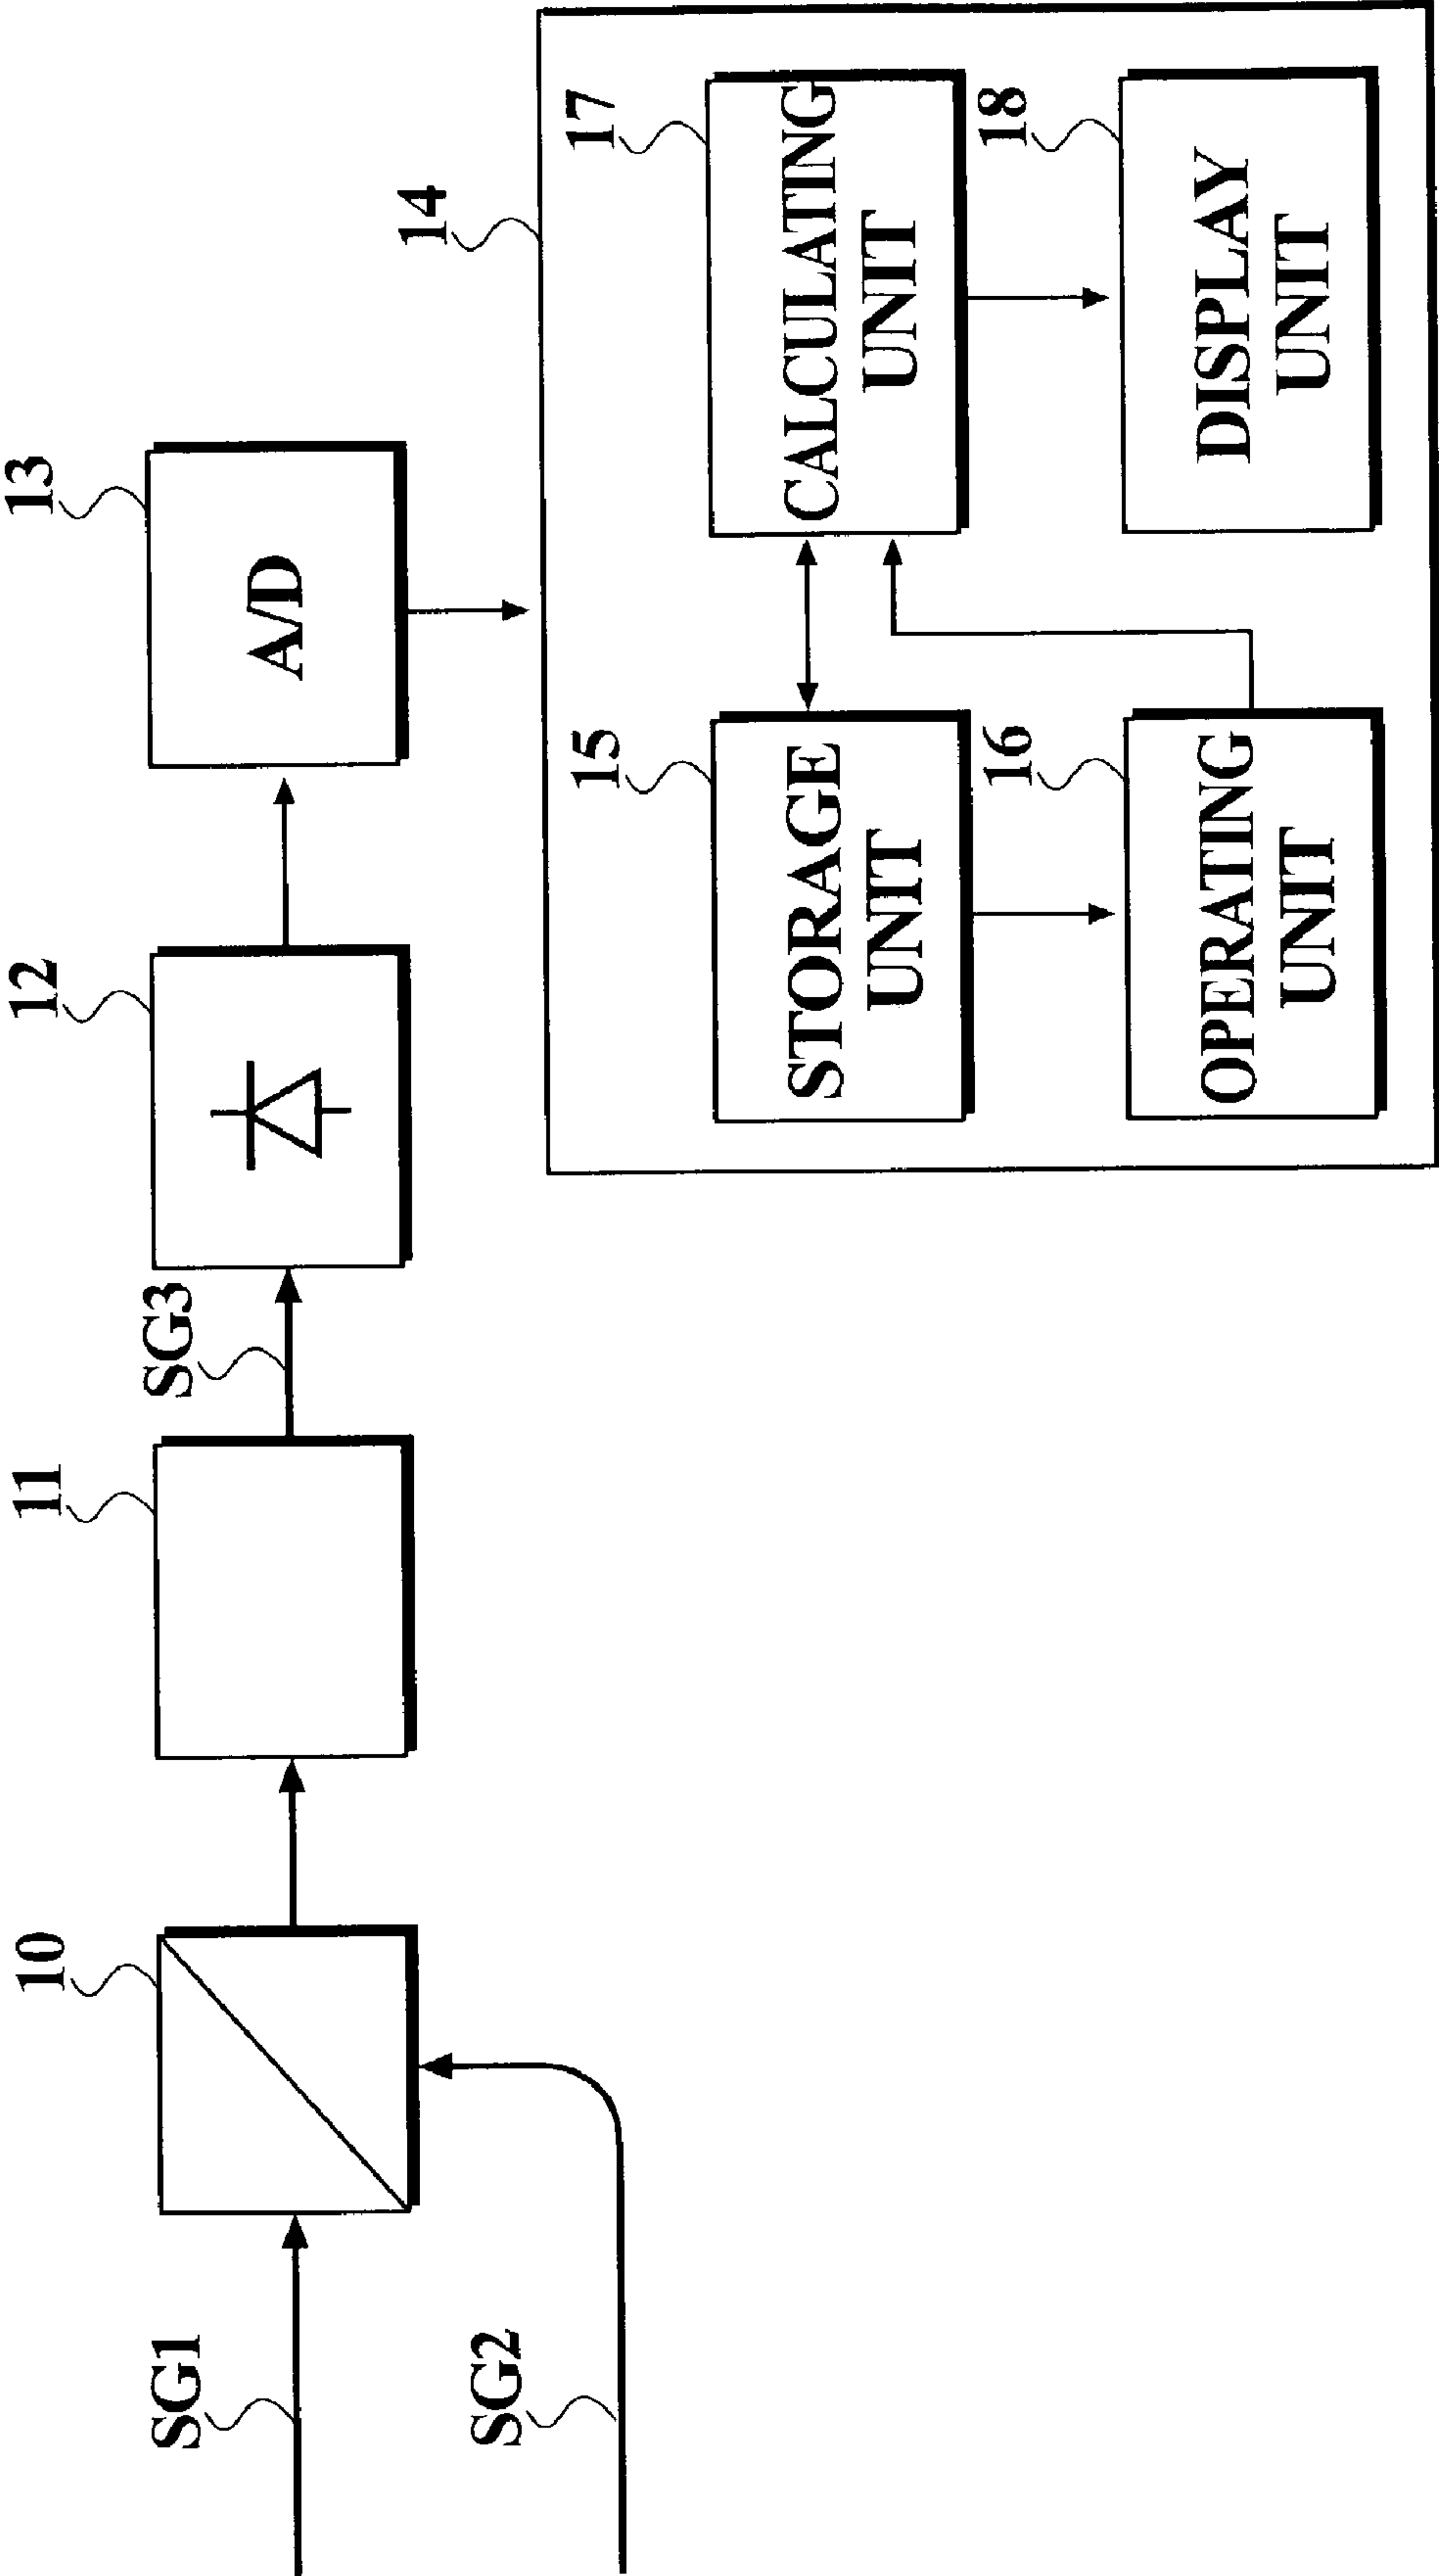 10
11
12
13
SG3
A/D
SG1
SG2
14
15
17
STORAGE
UNIT
CALCULATING
UNIT
16
18
OPERATING
UNIT
DISPLAY
UNIT